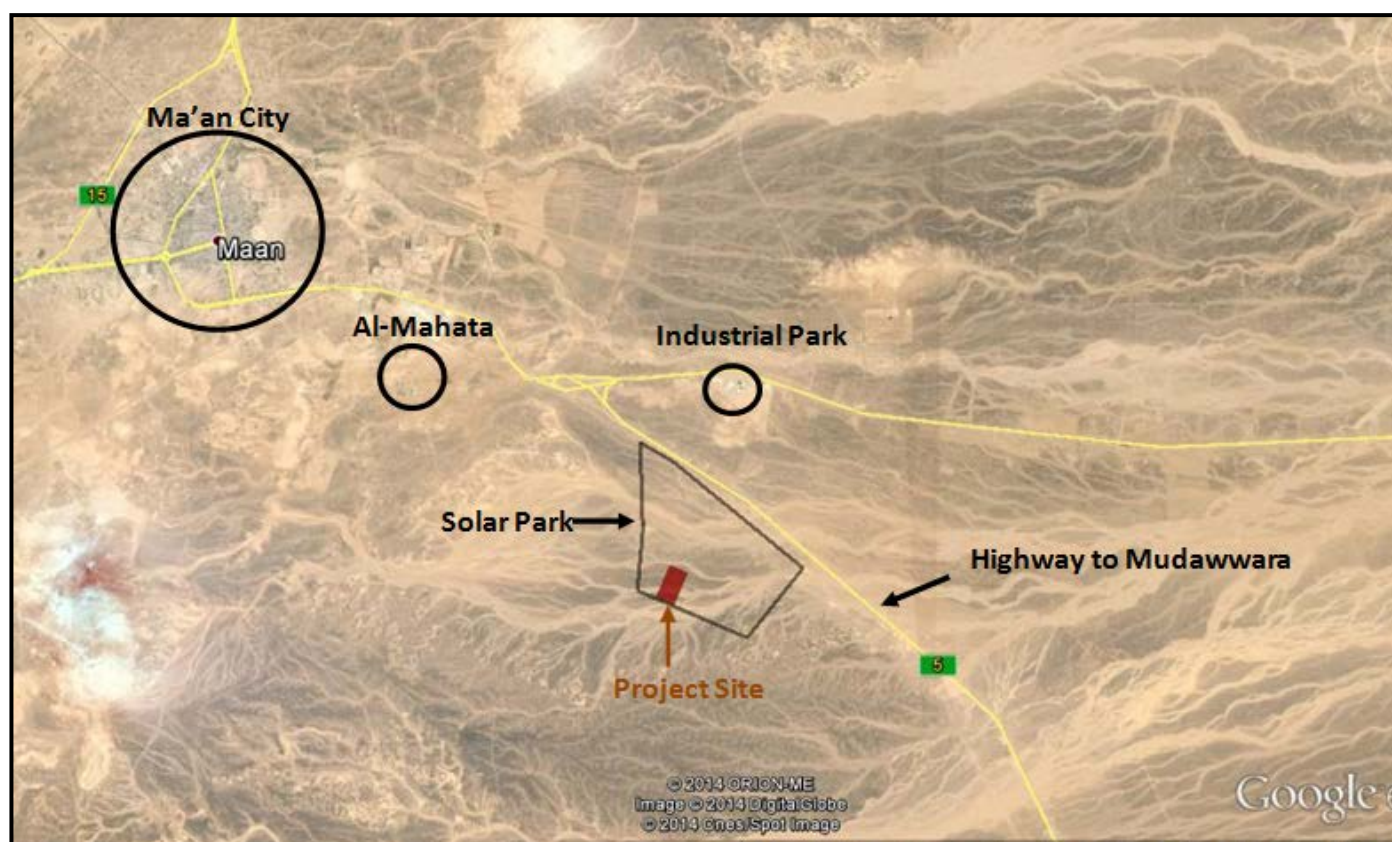 Ma'an City
15
Maan
Al-Mahata
Industrial Park
Solar Park
Highway to Mudawwara
5
Project Site
© 2014 ORION-ME
Image © 2014 DigitalGlobe
© 2014 Cnes/Spot Image
Google e